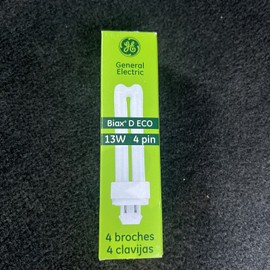 GE
General
Electric
Biax® D ECO
13W 4 pin
4 broches
4 clavijas